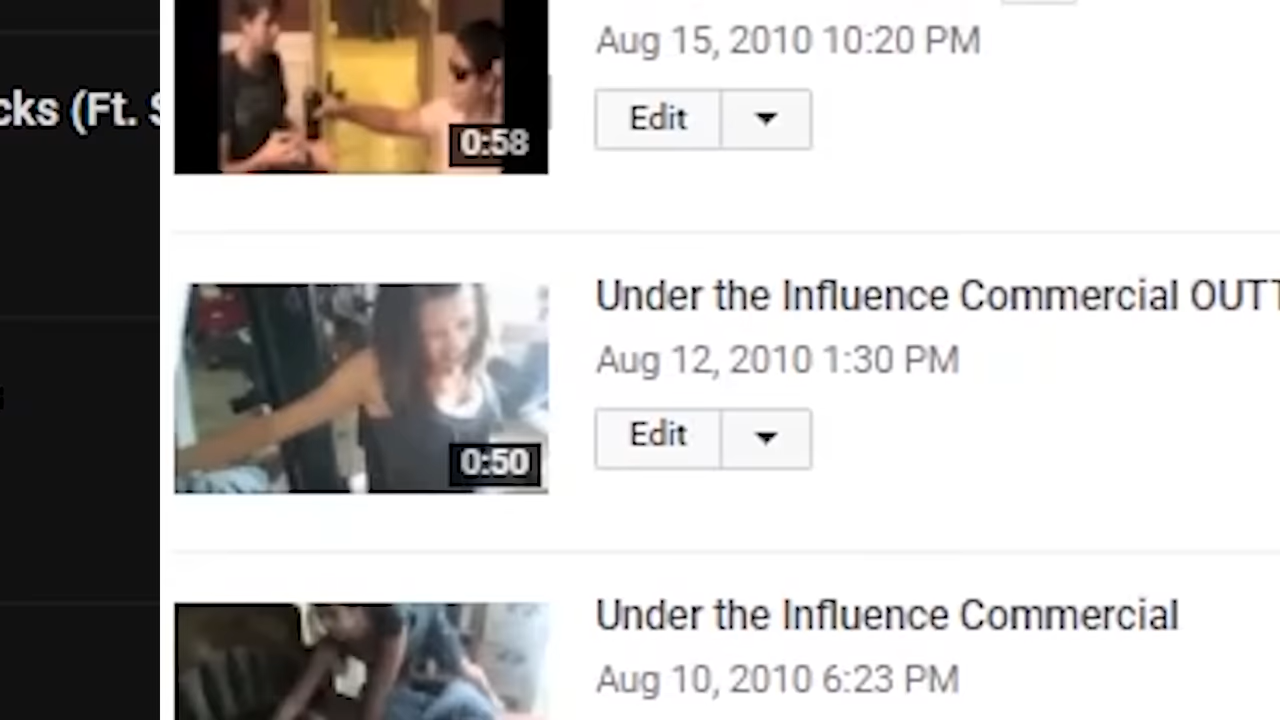 cks (Ft. S
Aug 15, 2010 10:20 PM
Edit
0:58
Under the Influence Commercial OUTT
Aug 12, 2010 1:30 PM
Edit
0:50
Under the Influence Commercial
Aug 10, 2010 6:23 PM